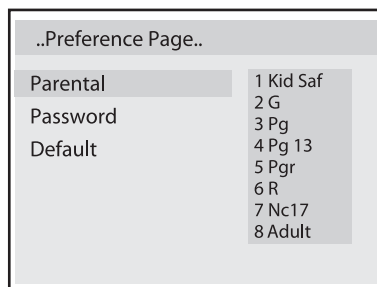 ..Preference Page..
Parental
Password
Default
1 Kid Saf
2 G
3 Pg
4 Pg 13
5 Pgr
6 R
7 Nc17
8 Adult